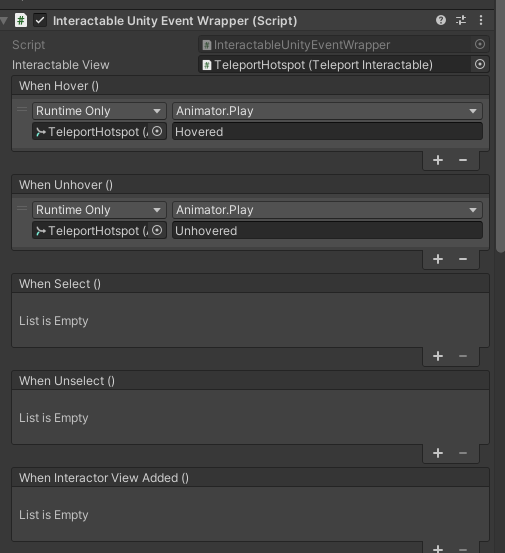 Interactable Unity Event Wrapper (Script)
Script InteractableUnityEventWrapper
Interactable View TeleportHotspot (Teleport Interactable)
When Hover ()
Runtime Only Animator.Play
TeleportHotspot (A Hovered
+ −
When Unhover ()
Runtime Only Animator.Play
TeleportHotspot (A Unhovered
+ −
When Select ()
List is Empty
+ −
When Unselect ()
List is Empty
+ −
When Interactor View Added ()
List is Empty
+ −